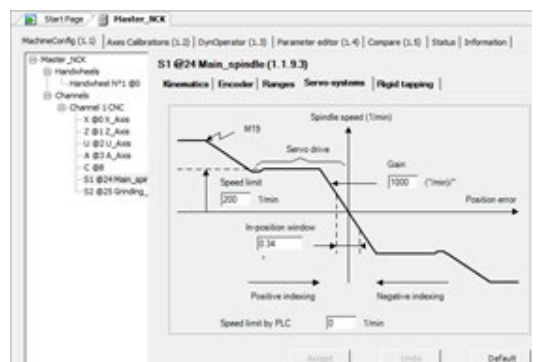 Start Page
Master_NCK
MachineConfig (1.1)
Axes Calibrations (1.2)
DynOperator (1.3)
Parameter editor (1.4)
Compare (1.5)
Status
Information
Master_NCK
Handwheels
Handwheel N°1 @0
Channels
Channel 1 CNC
X @0 X_Axis
Z @1 Z_Axis
U @2 U_Axis
A @3 A_Axis
C @8
S1 @24 Main_spir
S2 @25 Grinding_
S1 @24 Main_spindle (1.1.9.3)
Kinematics
Encoder
Ranges
Servo-systems
Rigid tapping
Spindle speed (1/min)
M19
Servo drive
Gain
1000 (°/min)/°
Speed limit
200 1/min
Position error
In-position window
0.34
°
Positive indexing
Negative indexing
Speed limit by PLC 0 1/min
Accept
Undo
Default